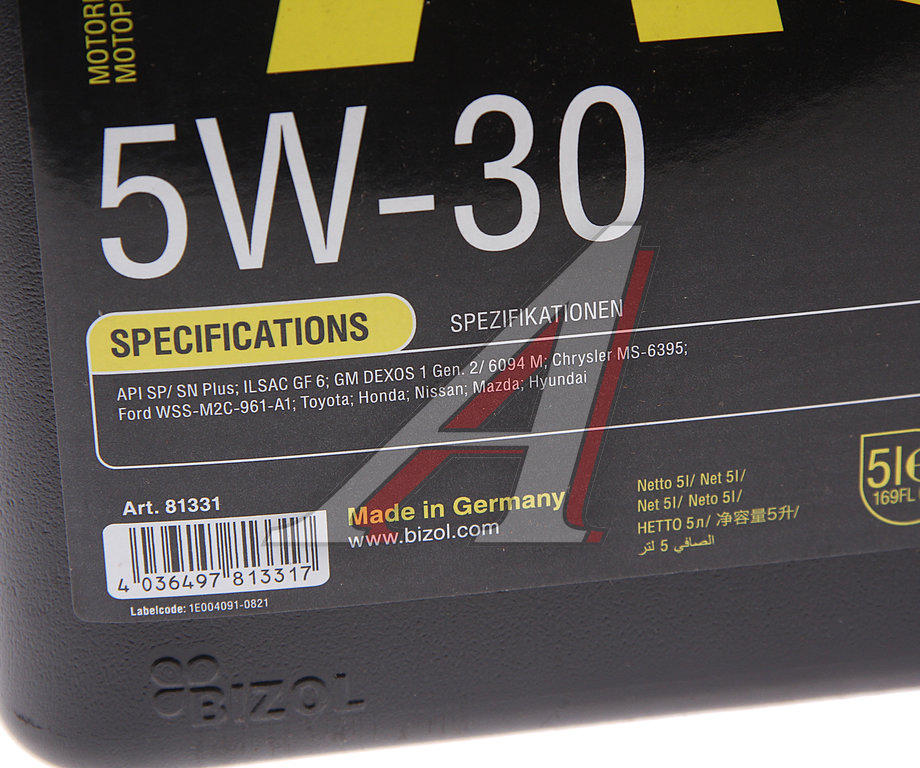 5W-30
SPECIFICATIONS
SPEZIFIKATIONEN
API SP/ SN Plus; ILSAC GF 6; GM DEXOS 1 Gen. 2/ 6094 M; Chrysler MS-6395;
Ford WSS-M2C-961-A1; Toyota; Honda; Nissan; Mazda; Hyundai
Art. 81331
4 036497 813317
Labelcode: 1E004091-0821
Made in Germany
www.bizol.com
Netto 5l/ Net 5l/
Net 5l/ Neto 5l/
НЕТТО 5л/ 净容量5升/
الصافي 5 لتر
5l
169FL
BIZOL